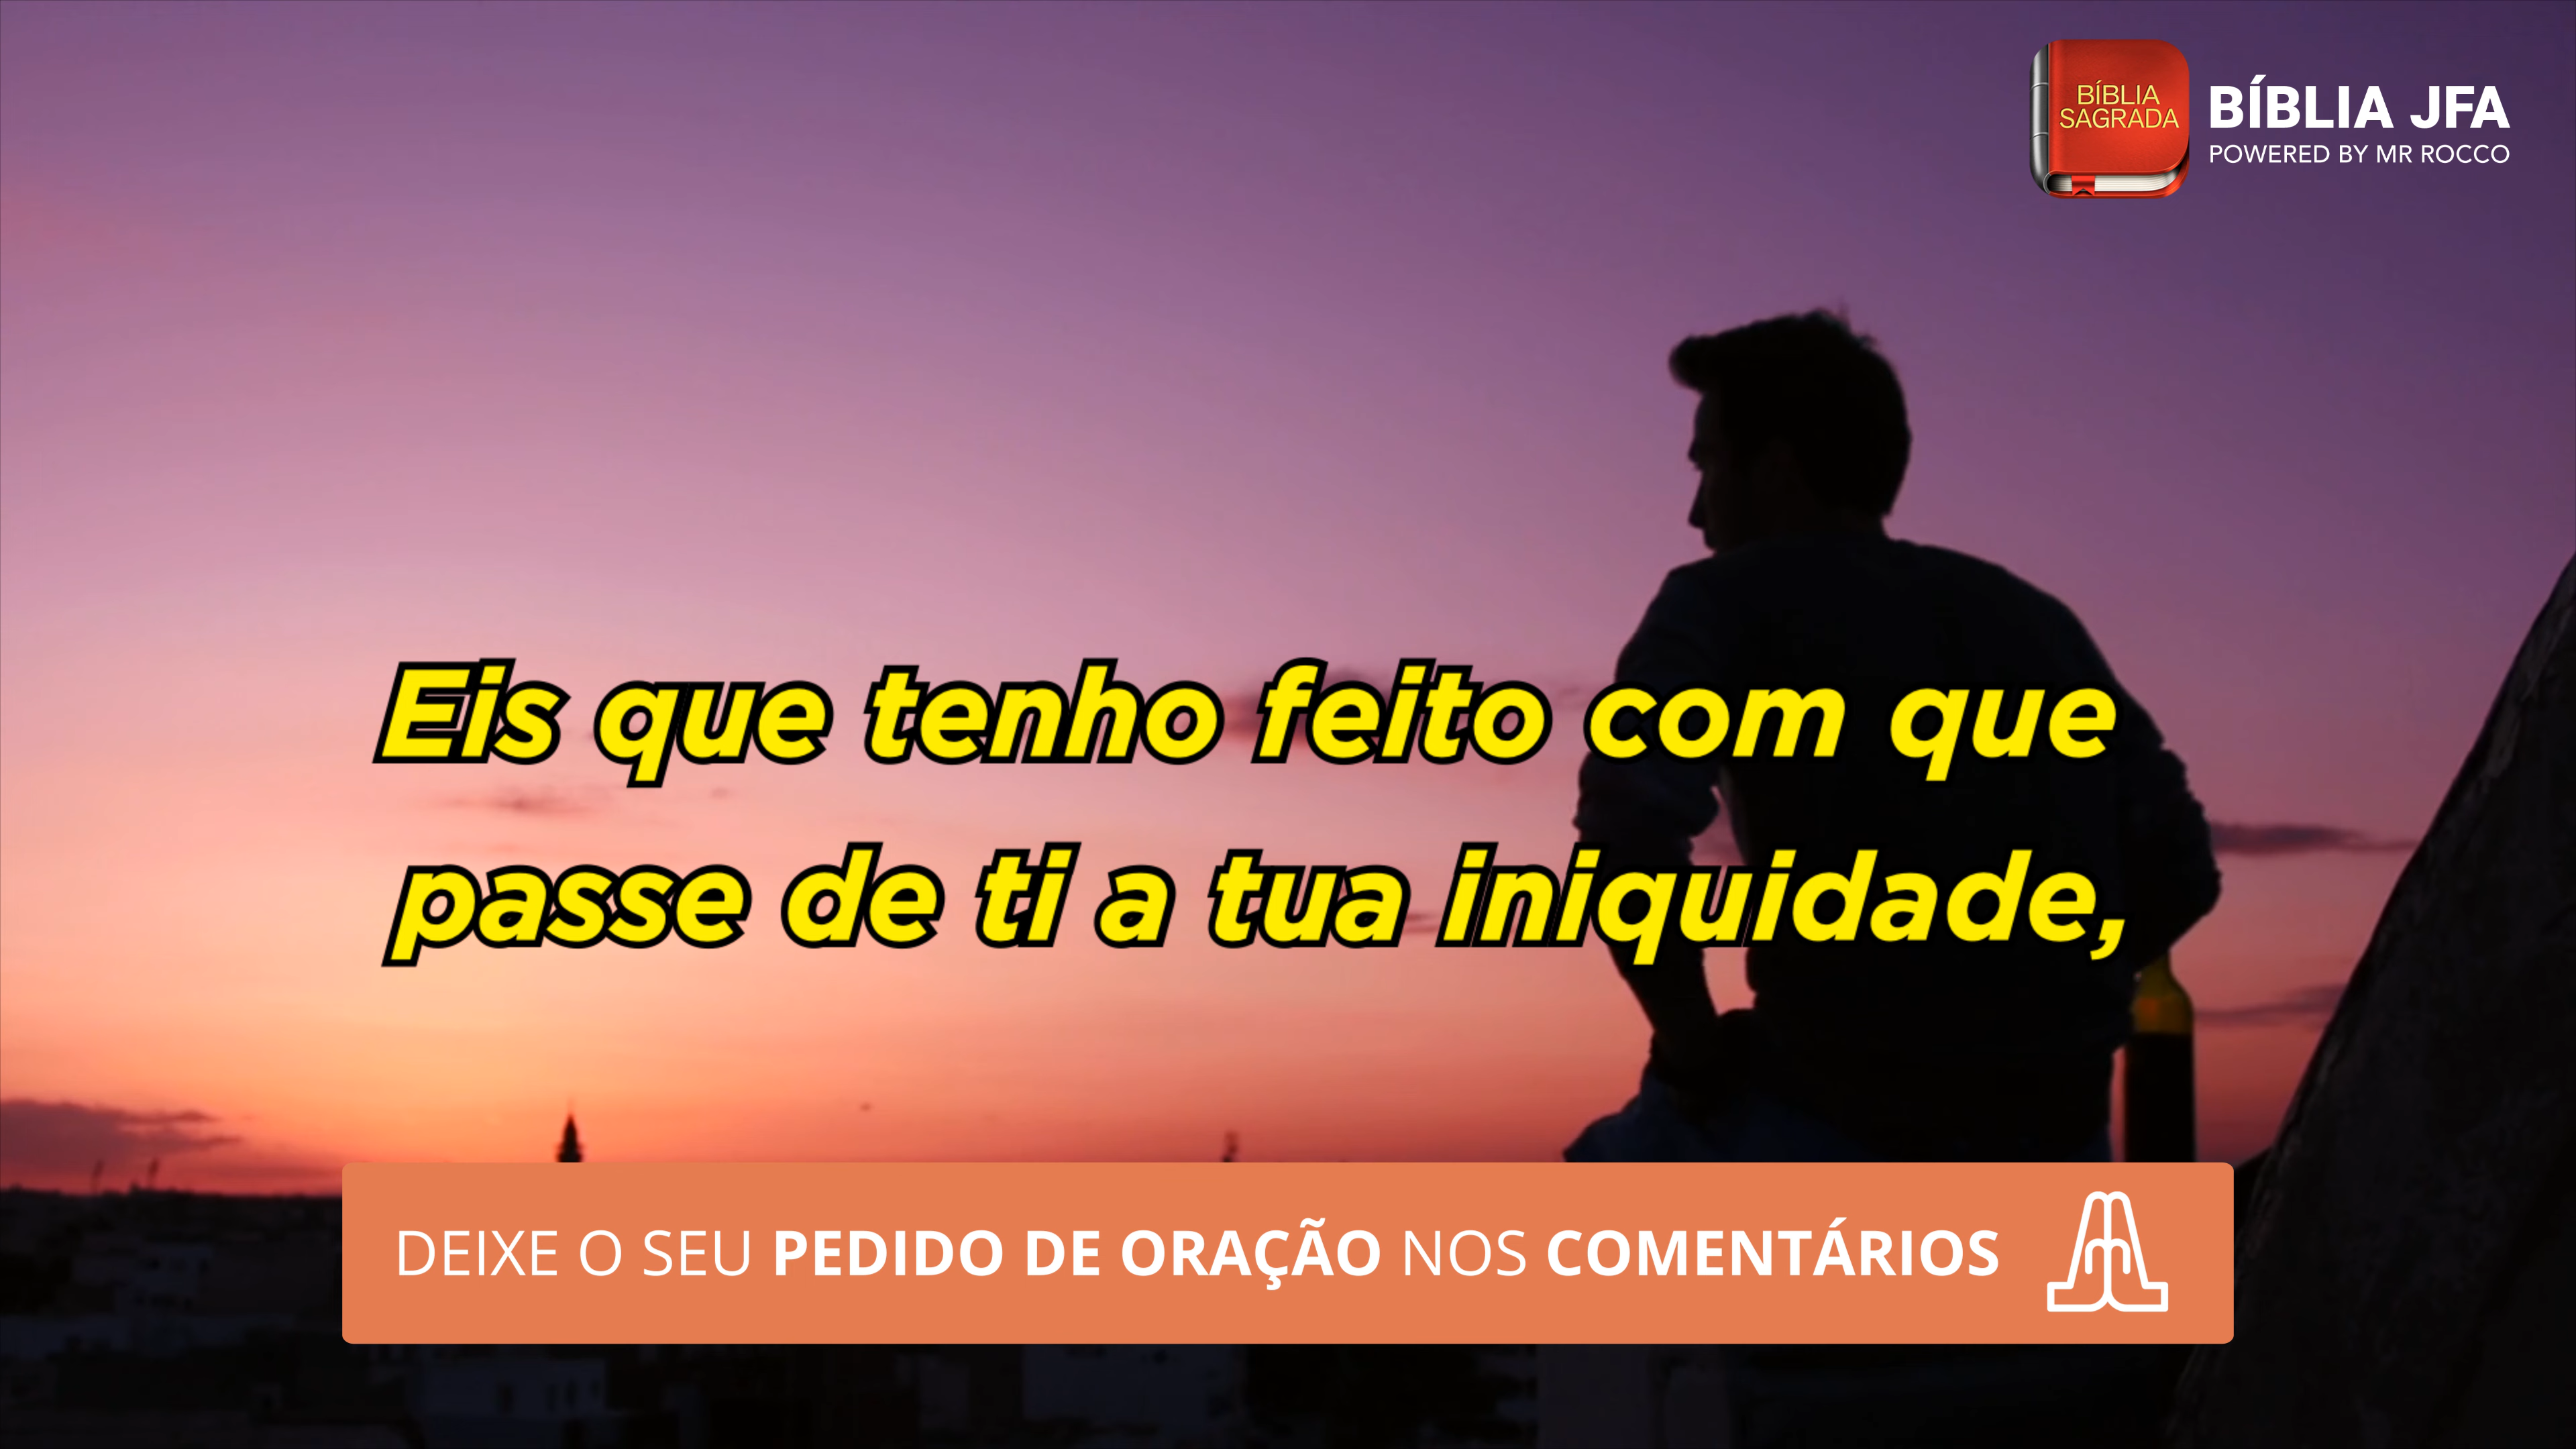 BÍBLIA
SAGRADA
BÍBLIA JFA
POWERED BY MR ROCCO
Eis que tenho feito com que
passe de ti a tua iniquidade,
DEIXE O SEU PEDIDO DE ORAÇÃO NOS COMENTÁRIOS